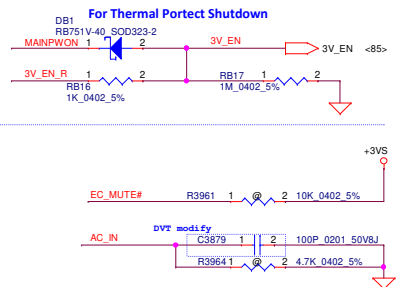 For Thermal Portect Shutdown
DB1
RB751V-40_SOD323-2
MAINPWON 1 2 3V_EN 3V_EN <85>
3V_EN_R 1 2 RB17 1 2
RB16 1M_0402_5%
1K_0402_5%
+3VS
EC_MUTE# R3961 1 @ 2 10K_0402_5%
DVT modify
AC_IN C3879 1 2 100P_0201_50V8J
R3964 1 @ 2 4.7K_0402_5%